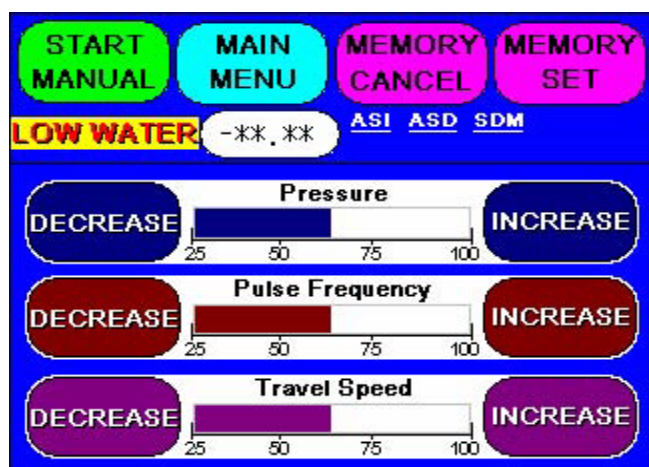 START MANUAL
MAIN MENU
MEMORY CANCEL
MEMORY SET
LOW WATER
-**.**
ASI ASD SDM
Pressure
DECREASE
INCREASE
25 50 75 100
Pulse Frequency
DECREASE
INCREASE
25 50 75 100
Travel Speed
DECREASE
INCREASE
25 50 75 100